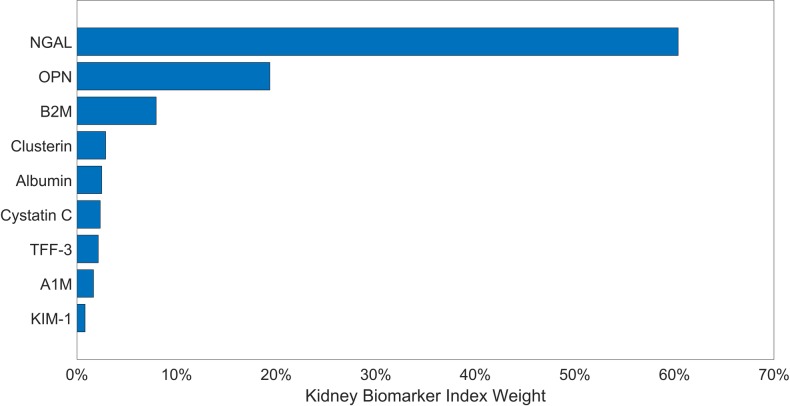 NGAL
OPN
B2M
Clusterin
Albumin
Cystatin C
TFF-3
A1M
KIM-1
0% 10% 20% 30% 40% 50% 60% 70%
Kidney Biomarker Index Weight